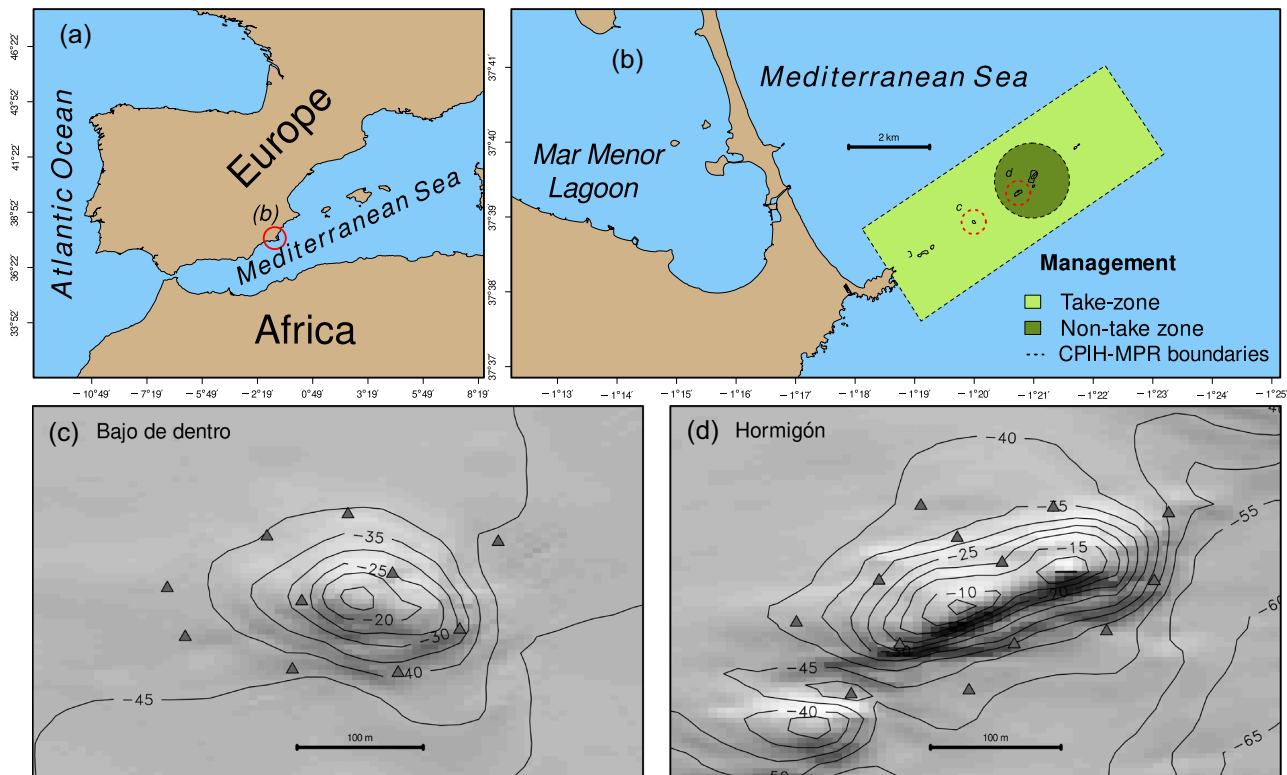 (a)
Atlantic Ocean
Europe
(b)
Mediterranean Sea
Africa
46°22'
43°52'
41°22'
38°52'
36°22'
33°52'
−10°49'
−7°19'
−5°49'
−2°19'
0°49'
3°19'
5°49'
8°19'
(b)
Mediterranean Sea
2 km
Mar Menor
Lagoon
d
c
Management
Take-zone
Non-take zone
CPIH-MPR boundaries
37°41'
37°40'
37°39'
37°38'
37°37'
−1°13'
−1°14'
−1°15'
−1°16'
−1°17'
−1°18'
−1°19'
−1°20'
−1°21'
−1°22'
−1°23'
−1°24'
−1°25'
(c) Bajo de dentro
−35
−25
−20
−30
−40
−45
100 m
(d) Hormigón
−40
−55
−25
−15
−10
−60
−45
−40
−65
100 m